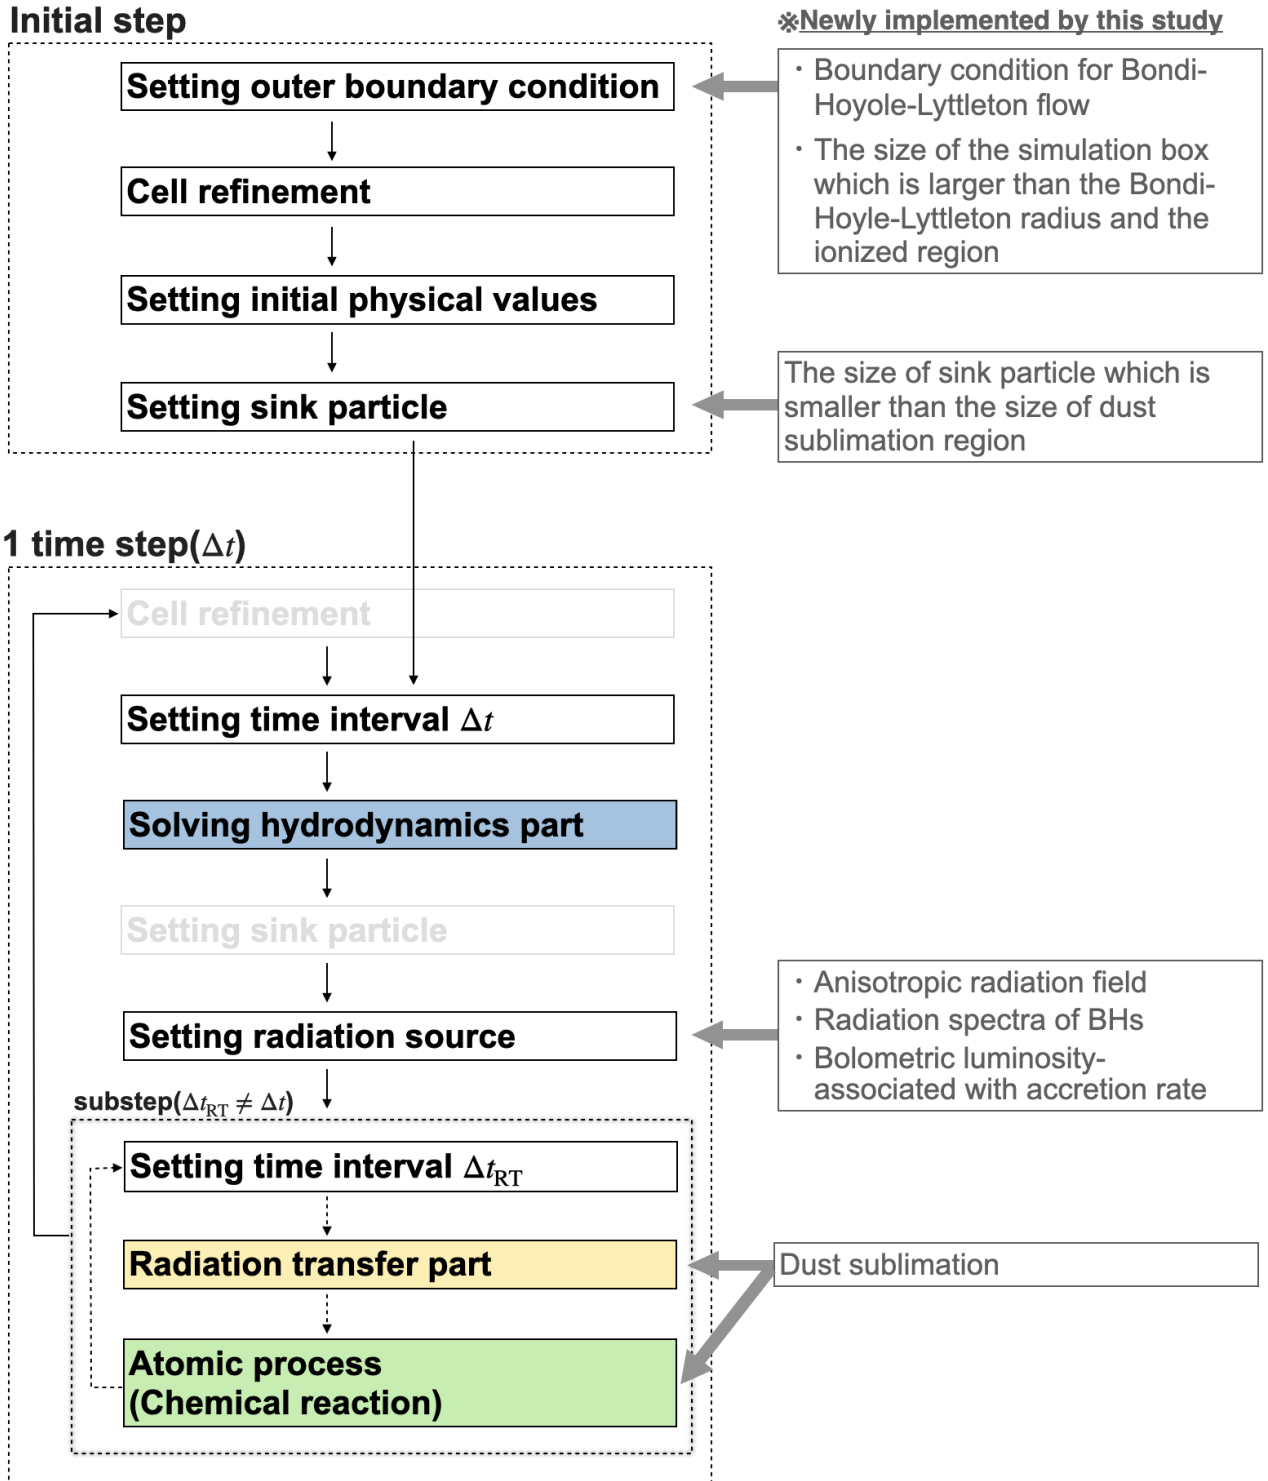 Initial step
※Newly implemented by this study
Setting outer boundary condition
・Boundary condition for Bondi-
Hoyole-Lyttleton flow
・The size of the simulation box
which is larger than the Bondi-
Hoyle-Lyttleton radius and the
ionized region
Cell refinement
Setting initial physical values
Setting sink particle
The size of sink particle which is
smaller than the size of dust
sublimation region
1 time step(Δt)
Cell refinement
Setting time interval Δt
Solving hydrodynamics part
Setting sink particle
Setting radiation source
・Anisotropic radiation field
・Radiation spectra of BHs
・Bolometric luminosity-
associated with accretion rate
substep(Δt_RT ≠ Δt)
Setting time interval Δt_RT
Radiation transfer part
Dust sublimation
Atomic process
(Chemical reaction)